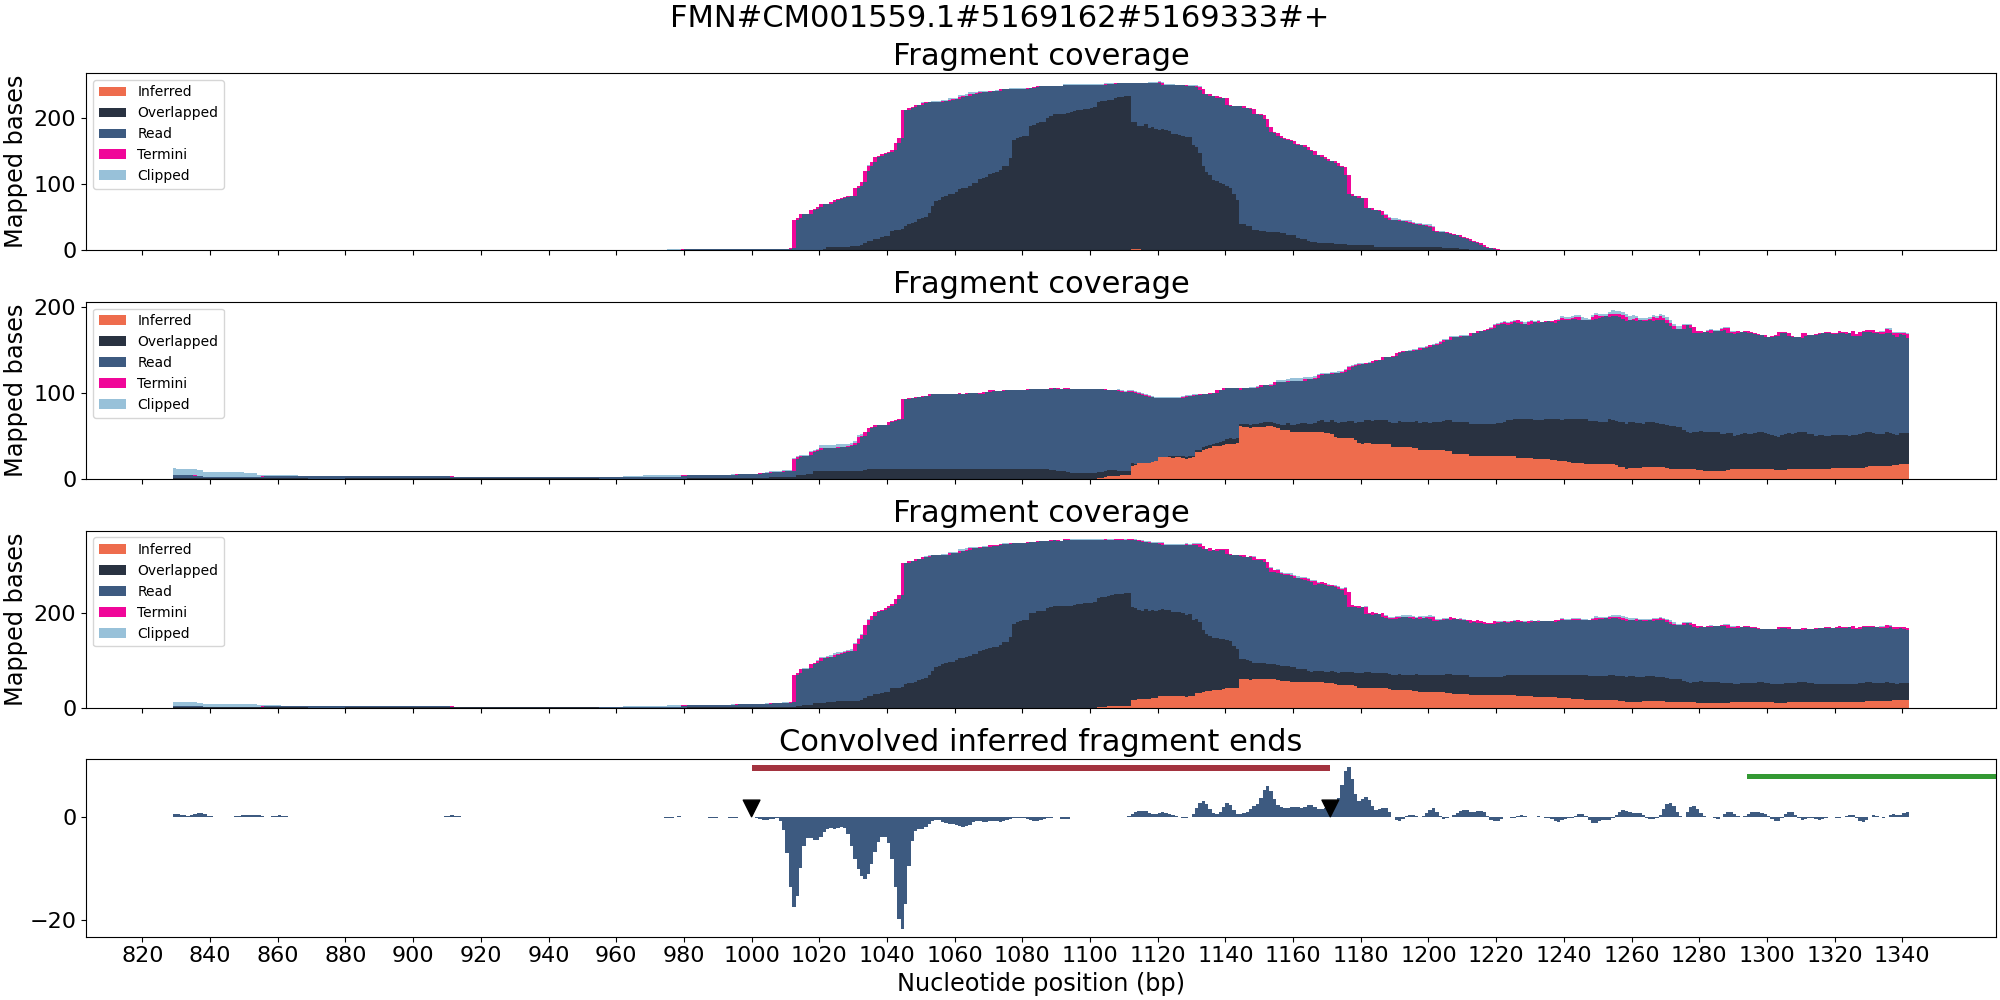 FMN#CM001559.1#5169162#5169333#+
Fragment coverage
Mapped bases
200
100
0
Inferred
Overlapped
Read
Termini
Clipped
Fragment coverage
Mapped bases
200
100
0
Inferred
Overlapped
Read
Termini
Clipped
Fragment coverage
Mapped bases
200
0
Inferred
Overlapped
Read
Termini
Clipped
Convolved inferred fragment ends
0
−20
820 840 860 880 900 920 940 960 980 1000 1020 1040 1060 1080 1100 1120 1140 1160 1180 1200 1220 1240 1260 1280 1300 1320 1340
Nucleotide position (bp)